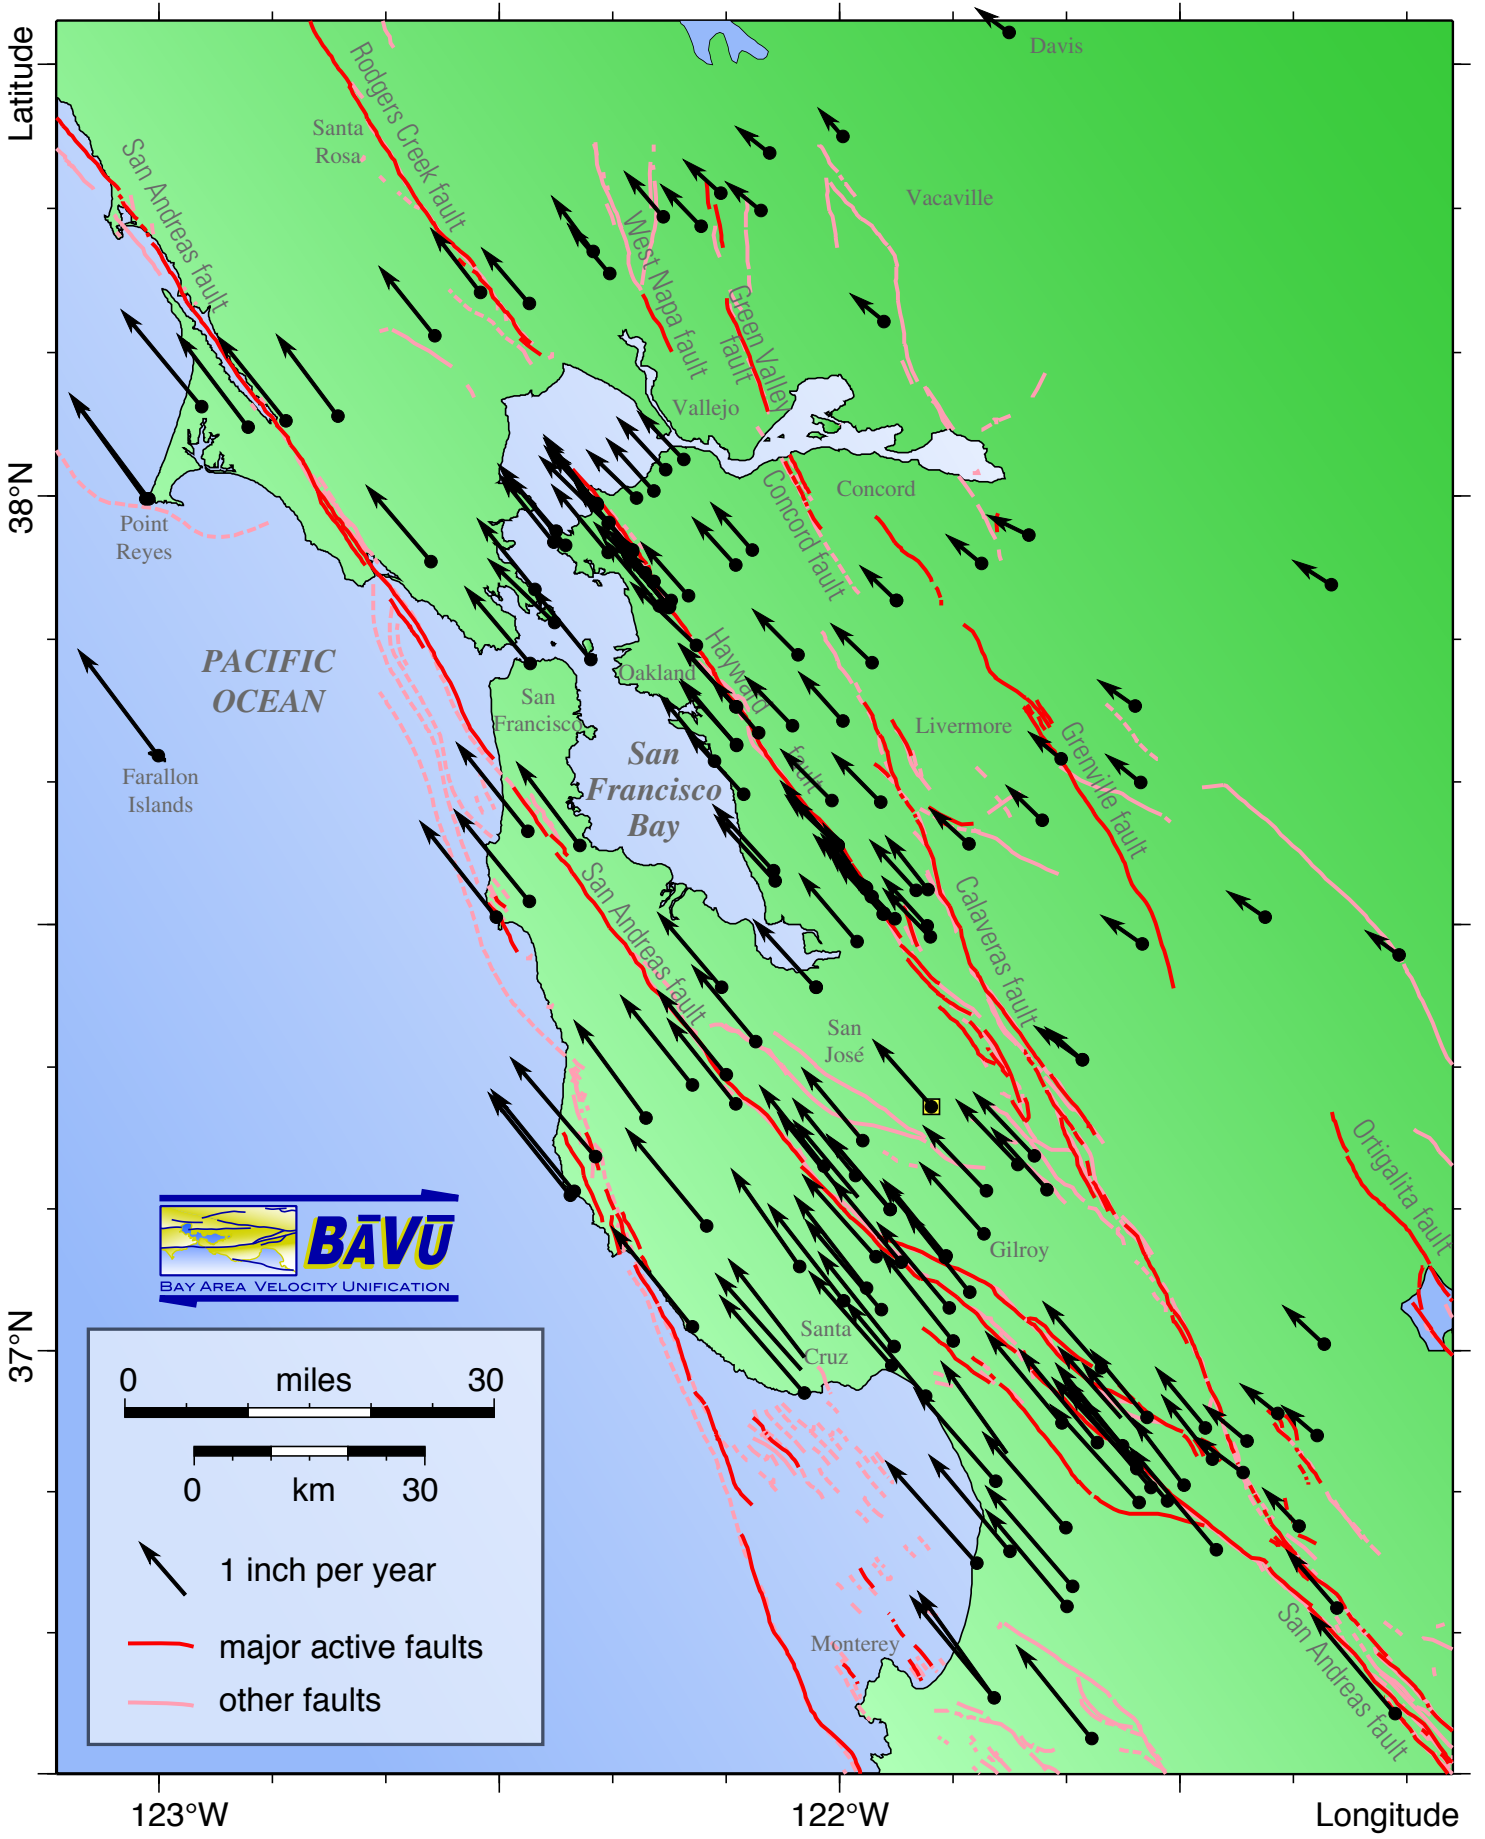 Latitude
38°N
37°N
123°W
122°W
Longitude
Davis
Santa
Rosa
Rodgers Creek fault
San Andreas fault
Vacaville
West Napa fault
Green Valley
fault
Vallejo
Concord
Concord fault
Point
Reyes
PACIFIC
OCEAN
Farallon
Islands
San
Francisco
Oakland
Hayward
fault
San
Francisco
Bay
Livermore
Grenville fault
Calaveras fault
San Andreas fault
San
José
Ortigalita fault
Gilroy
Santa
Cruz
Monterey
San Andreas fault
BĀVŪ
BAY AREA VELOCITY UNIFICATION
0 miles 30
0 km 30
1 inch per year
major active faults
other faults